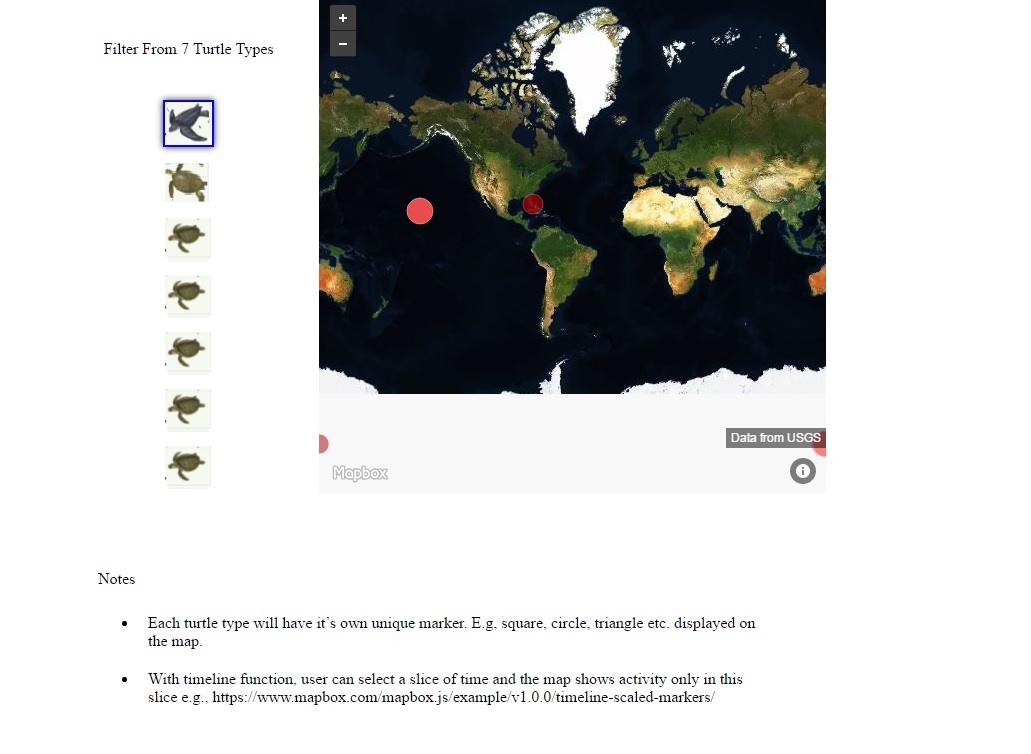 Filter From 7 Turtle Types
+
−
Data from USGS
Mapbox
i
Notes
• Each turtle type will have it’s own unique marker. E.g, square, circle, triangle etc. displayed on
the map.
• With timeline function, user can select a slice of time and the map shows activity only in this
slice e.g., https://www.mapbox.com/mapbox.js/example/v1.0.0/timeline-scaled-markers/